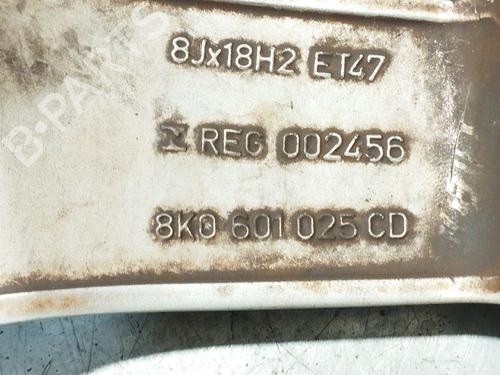 B-PARTS
8Jx18H2 ET47
REG 002456
8K0 601 025 CD